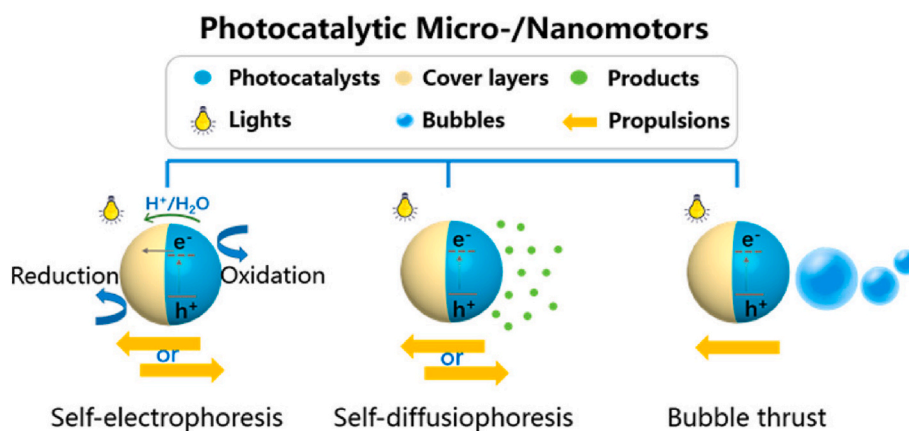 Photocatalytic Micro-/Nanomotors
Photocatalysts Cover layers Products
Lights Bubbles Propulsions
H⁺/H₂O
e⁻ e⁻ e⁻
Reduction Oxidation
h⁺ h⁺ h⁺
or or
Self-electrophoresis Self-diffusiophoresis Bubble thrust